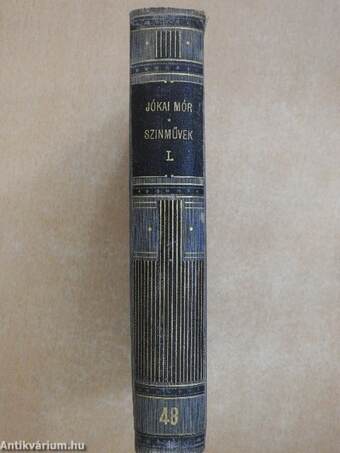 JÓKAI MÓR
SZINMŰVEK
I.
48
Antikvárium.hu